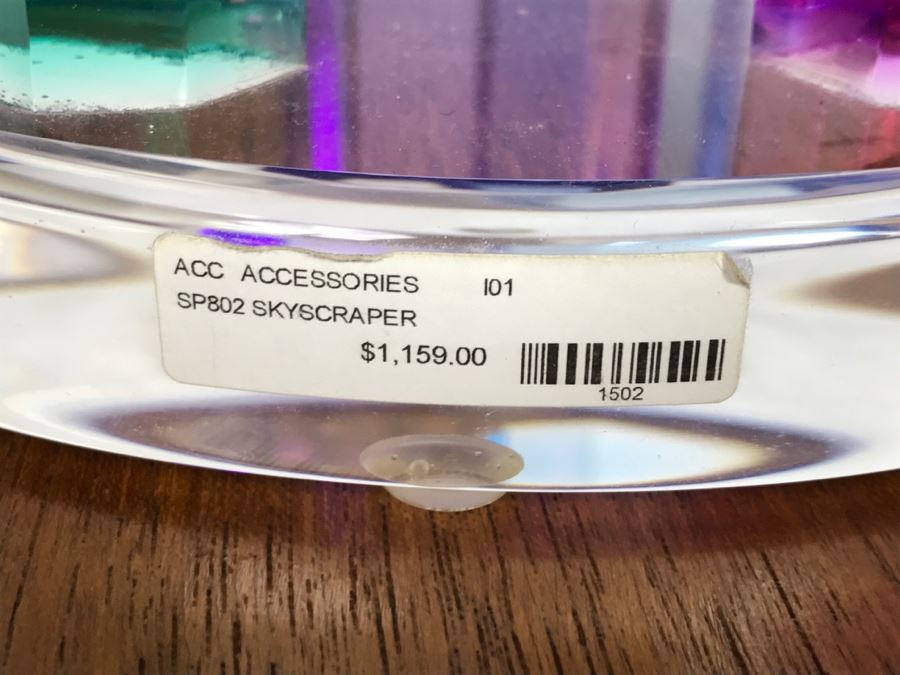 ACC ACCESSORIES I01
SP802 SKYSCRAPER
$1,159.00
1502